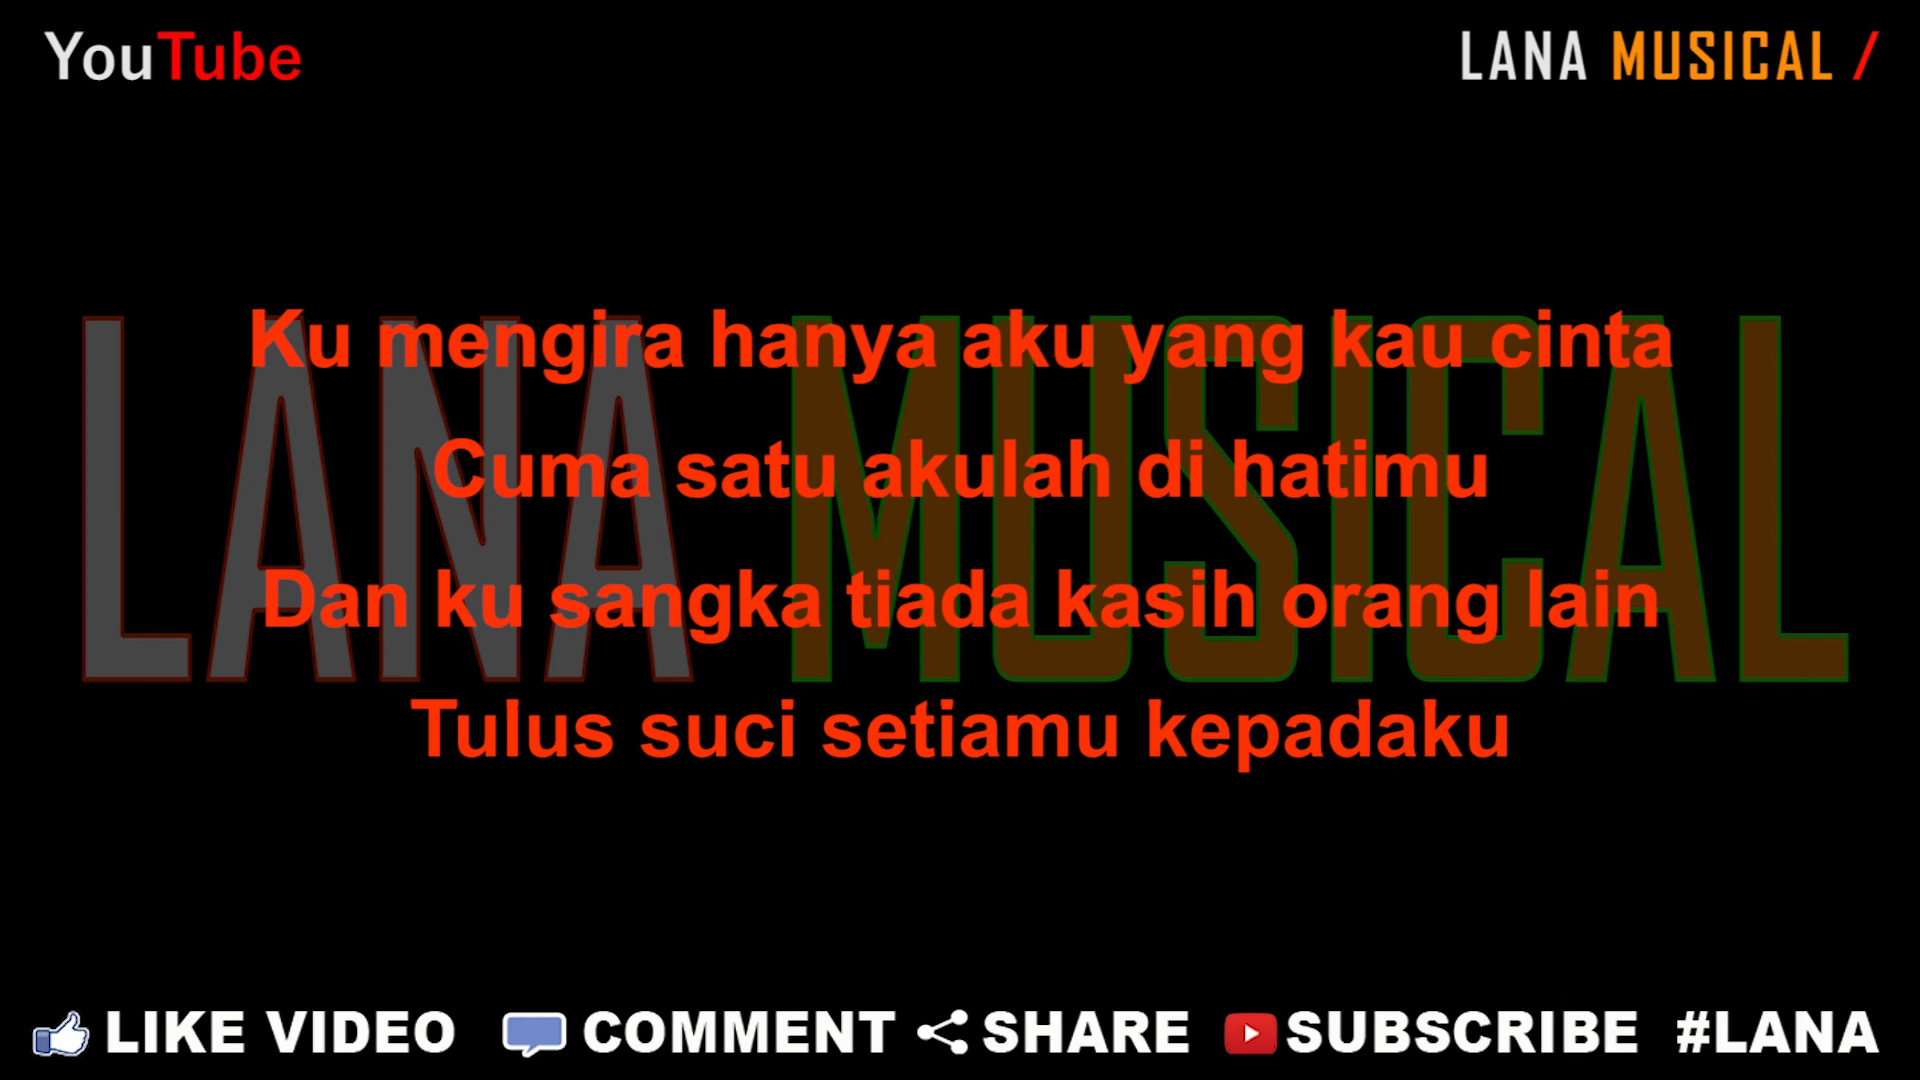 YouTube
LANA MUSICAL /
LANA MUSICAL
Ku mengira hanya aku yang kau cinta
Cuma satu akulah di hatimu
Dan ku sangka tiada kasih orang lain
Tulus suci setiamu kepadaku
LIKE VIDEO COMMENT SHARE SUBSCRIBE #LANA